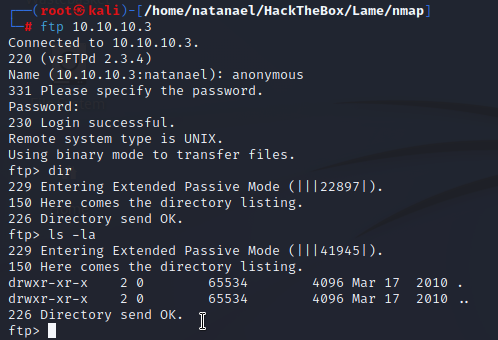 ┌──(root㉿kali)-[/home/natanael/HackTheBox/Lame/nmap]
└─# ftp 10.10.10.3
Connected to 10.10.10.3.
220 (vsFTPd 2.3.4)
Name (10.10.10.3:natanael): anonymous
331 Please specify the password.
Password:
230 Login successful.
Remote system type is UNIX.
Using binary mode to transfer files.
ftp> dir
229 Entering Extended Passive Mode (|||22897|).
150 Here comes the directory listing.
226 Directory send OK.
ftp> ls -la
229 Entering Extended Passive Mode (|||41945|).
150 Here comes the directory listing.
drwxr-xr-x    2 0        65534        4096 Mar 17  2010 .
drwxr-xr-x    2 0        65534        4096 Mar 17  2010 ..
226 Directory send OK.
ftp>